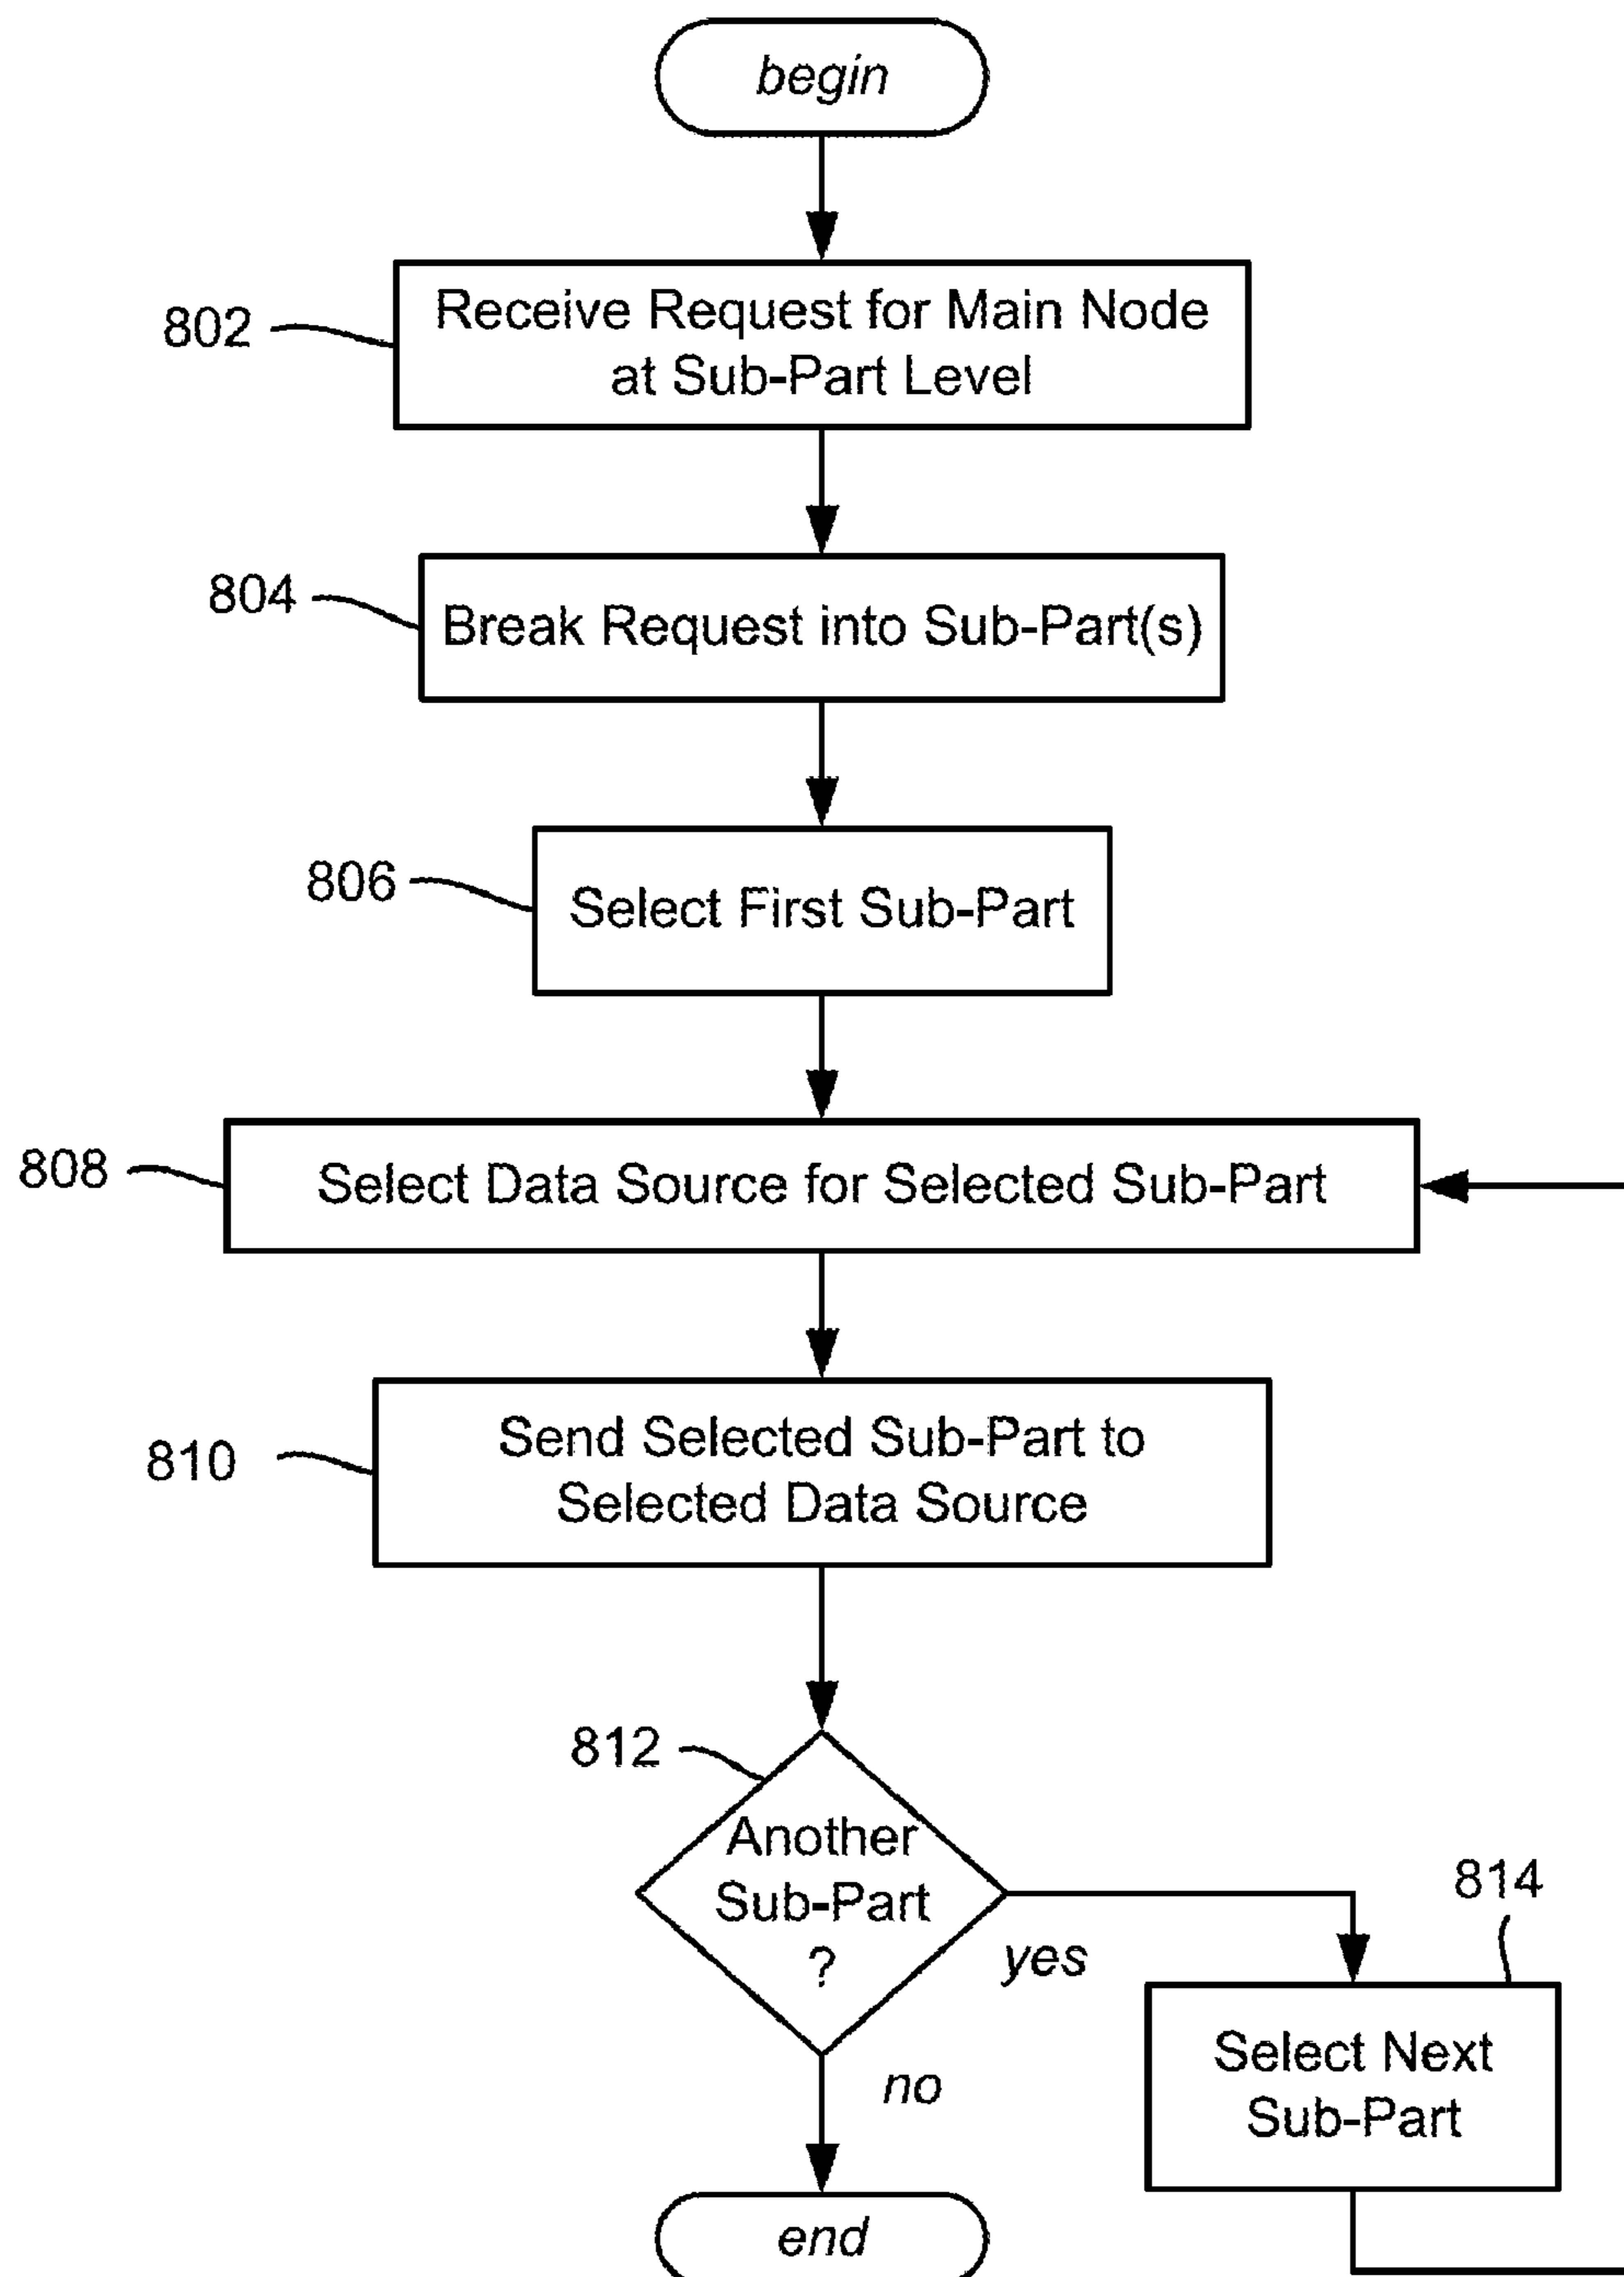 begin
802
Receive Request for Main Node
at Sub-Part Level
804
Break Request into Sub-Part(s)
806
Select First Sub-Part
808
Select Data Source for Selected Sub-Part
810
Send Selected Sub-Part to
Selected Data Source
812
Another
Sub-Part
?
yes
814
Select Next
Sub-Part
no
end